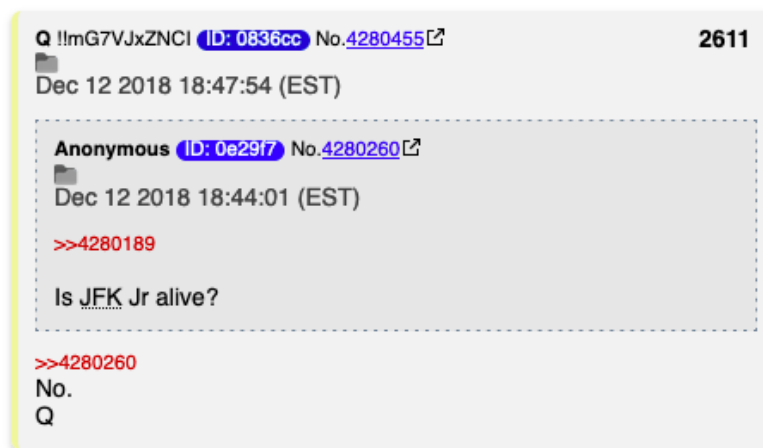 Q !!mG7VJxZNCI ID: 0836cc No.4280455 2611
Dec 12 2018 18:47:54 (EST)
Anonymous ID: 0e29f7 No.4280260
Dec 12 2018 18:44:01 (EST)
>>4280189
Is JFK Jr alive?
>>4280260
No.
Q